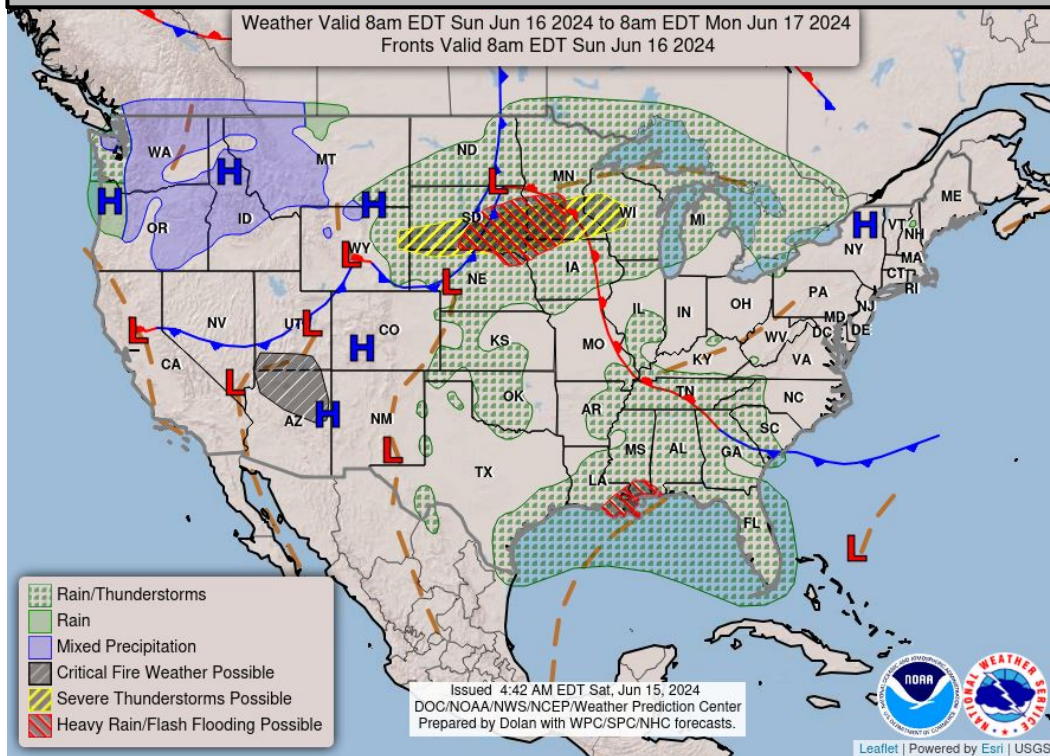 Weather Valid 8am EDT Sun Jun 16 2024 to 8am EDT Mon Jun 17 2024
Fronts Valid 8am EDT Sun Jun 16 2024
WA
MT
ND
MN
ME
H
H
H
L
OR
ID
SD
WI
MI
H
VT
NH
NY
WY
L
MA
CT
RI
NE
L
IA
PA
NJ
L
NV
UT
L
CO
H
KS
MO
IL
IN
OH
MD
DE
DC
WV
VA
CA
KY
L
AZ
H
NM
OK
AR
TN
NC
SC
L
TX
MS
AL
GA
LA
FL
L
Rain/Thunderstorms
Rain
Mixed Precipitation
Critical Fire Weather Possible
Severe Thunderstorms Possible
Heavy Rain/Flash Flooding Possible
Issued 4:42 AM EDT Sat, Jun 15, 2024
DOC/NOAA/NWS/NCEP/Weather Prediction Center
Prepared by Dolan with WPC/SPC/NHC forecasts.
NOAA
NATIONAL WEATHER SERVICE
Leaflet | Powered by Esri | USGS